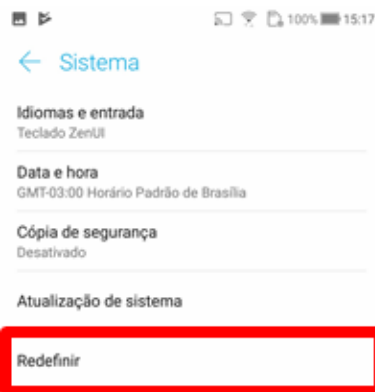 100% 15:17
Sistema
Idiomas e entrada
Teclado ZenUI
Data e hora
GMT-03:00 Horário Padrão de Brasília
Cópia de segurança
Desativado
Atualização de sistema
Redefinir